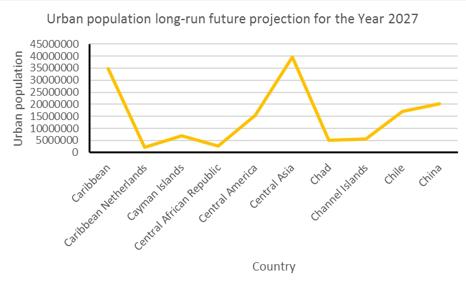 Urban population long-run future projection for the Year 2027
Urban population
45000000
40000000
35000000
30000000
25000000
20000000
15000000
10000000
5000000
0
Caribbean
Caribbean Netherlands
Cayman Islands
Central African Republic
Central America
Central Asia
Chad
Channel Islands
Chile
China
Country